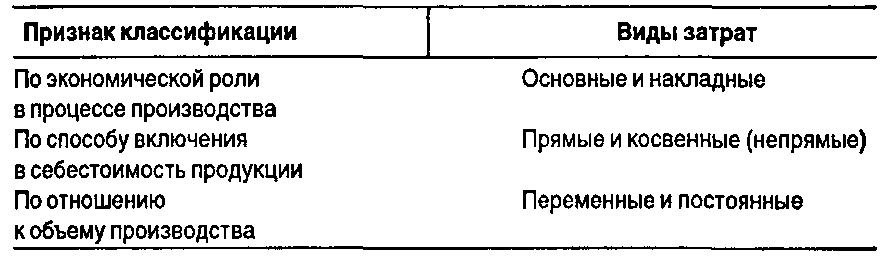 Признак классификации Виды затрат
По экономической роли Основные и накладные
в процессе производства
По способу включения Прямые и косвенные (непрямые)
в себестоимость продукции
По отношению Переменные и постоянные
к объему производства